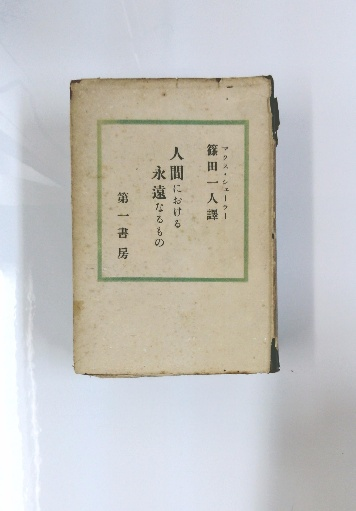 マクス・シェーラー
篠田一人譯
人間における
永遠なるもの
第一書房